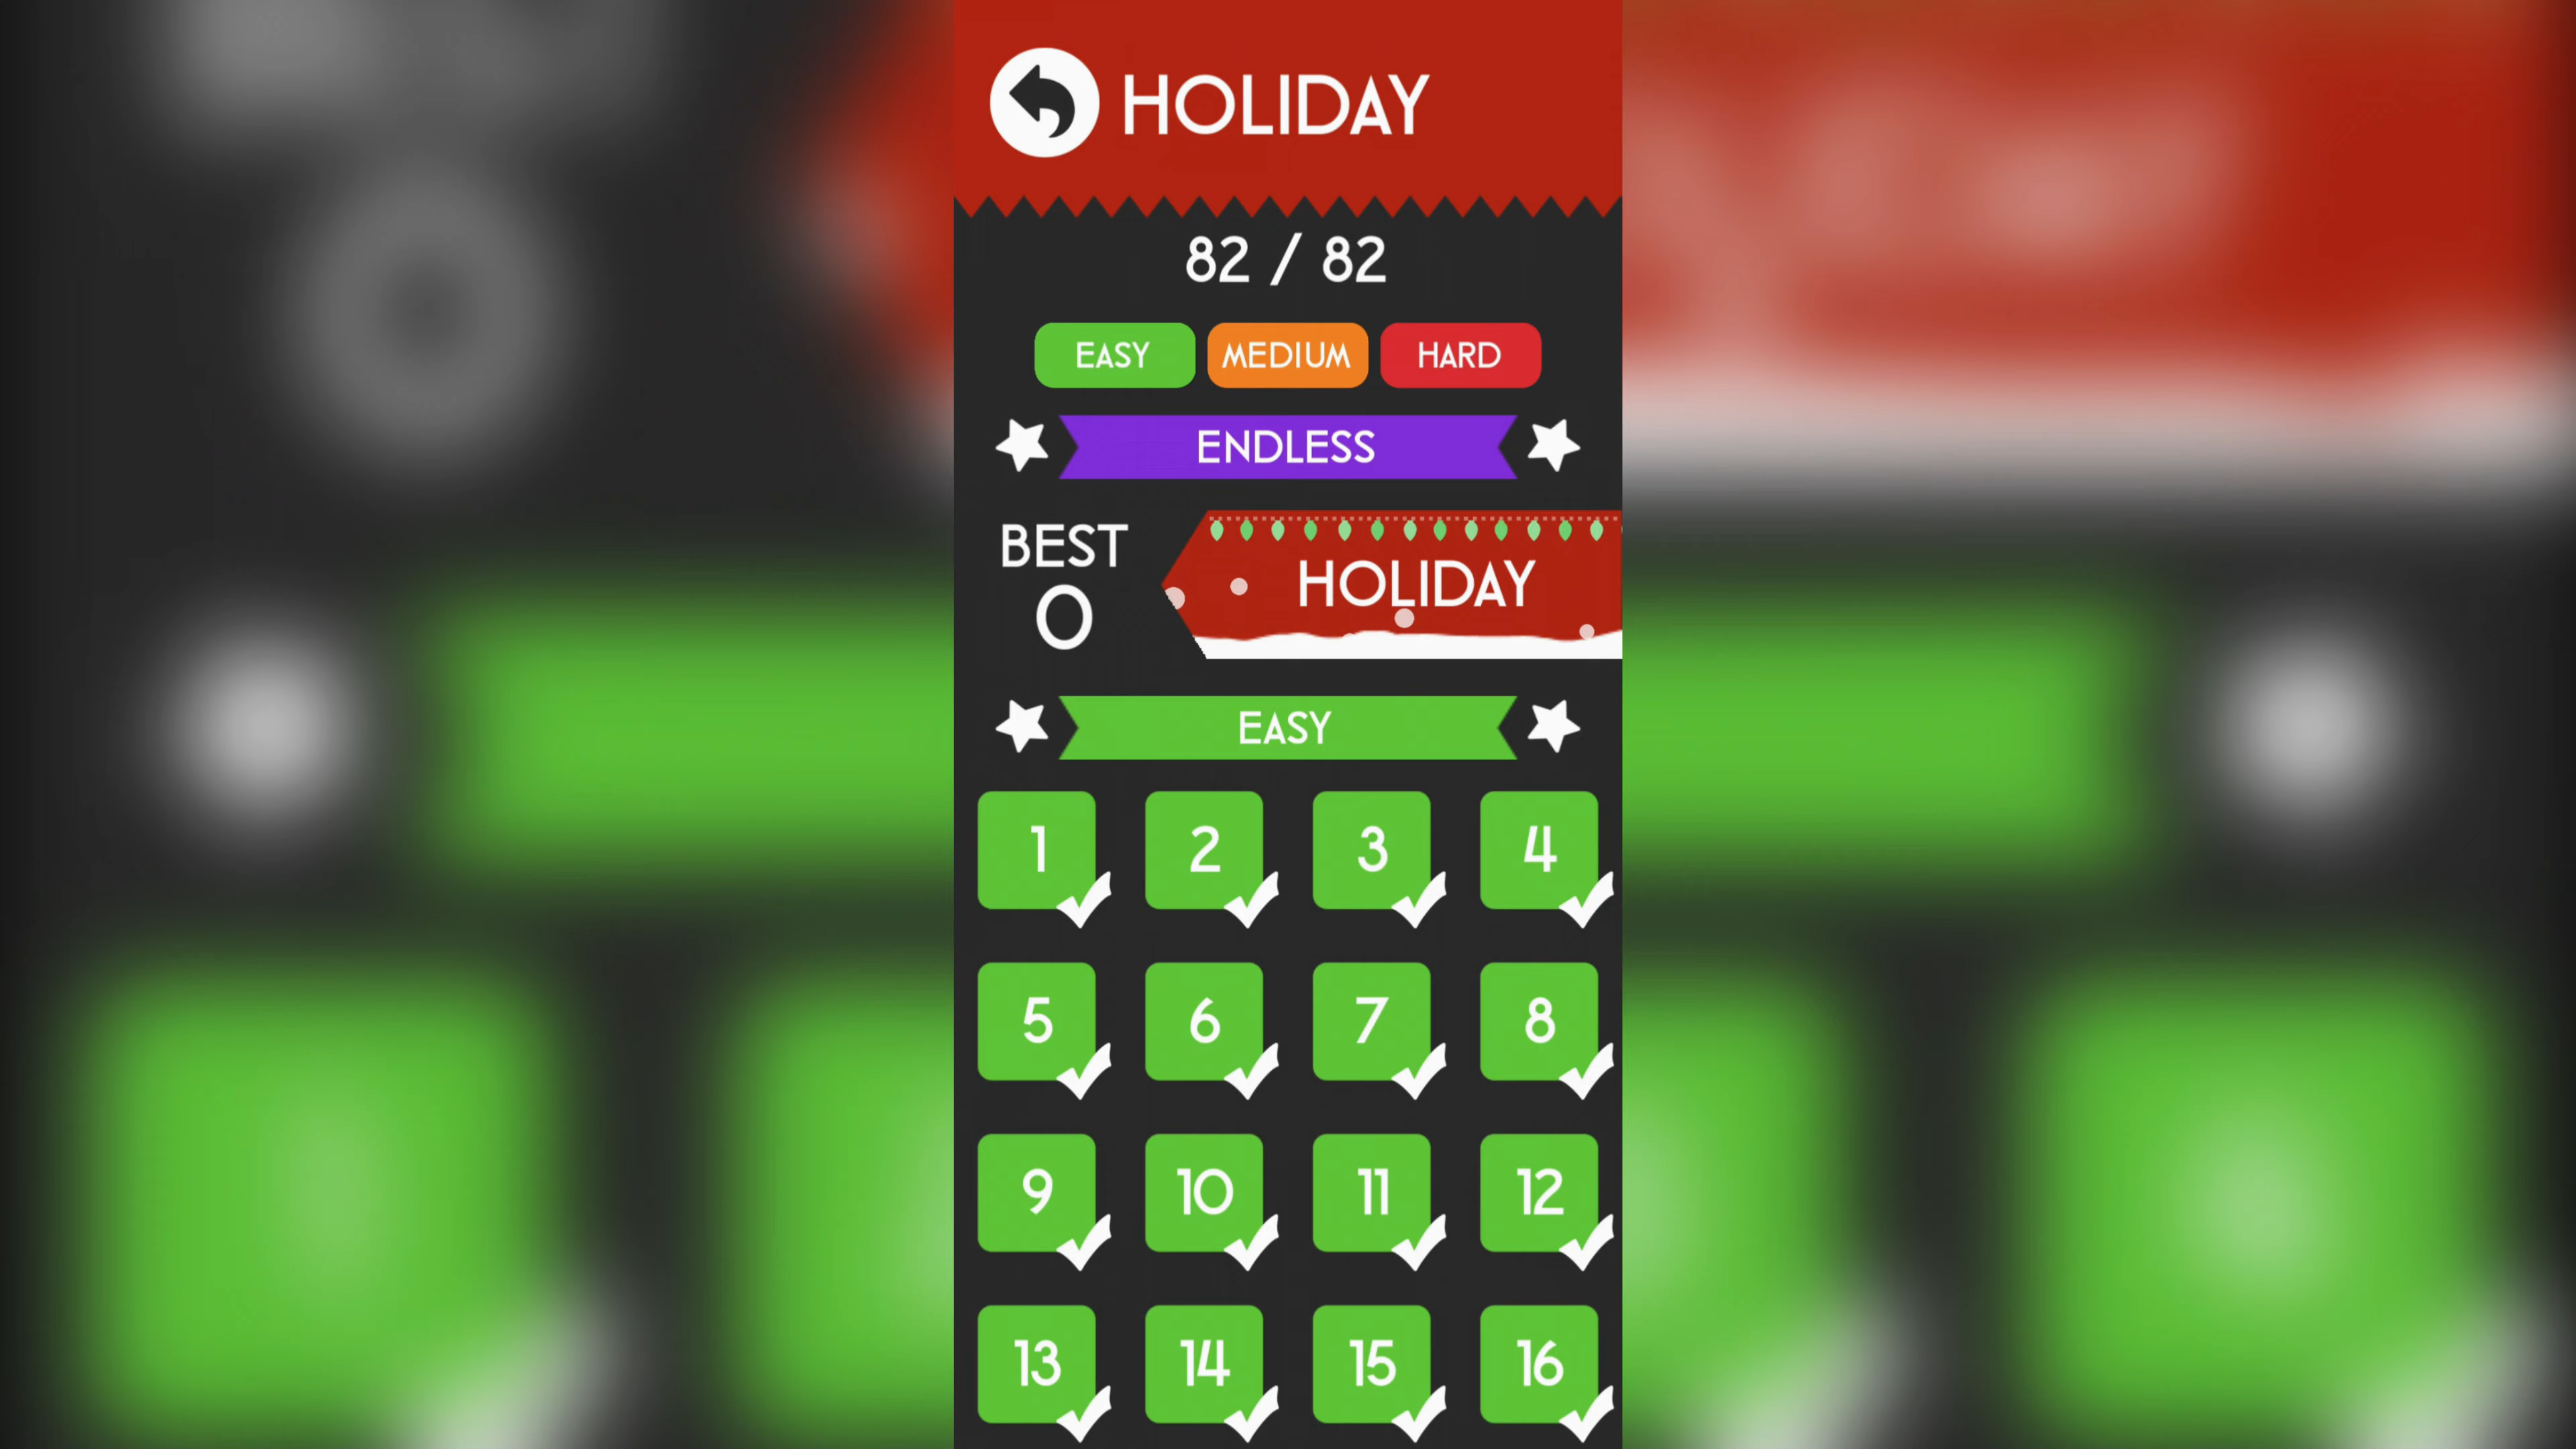 HOLIDAY
82 / 82
EASY MEDIUM HARD
ENDLESS
BEST
0
HOLIDAY
EASY
1 2 3 4
5 6 7 8
9 10 11 12
13 14 15 16